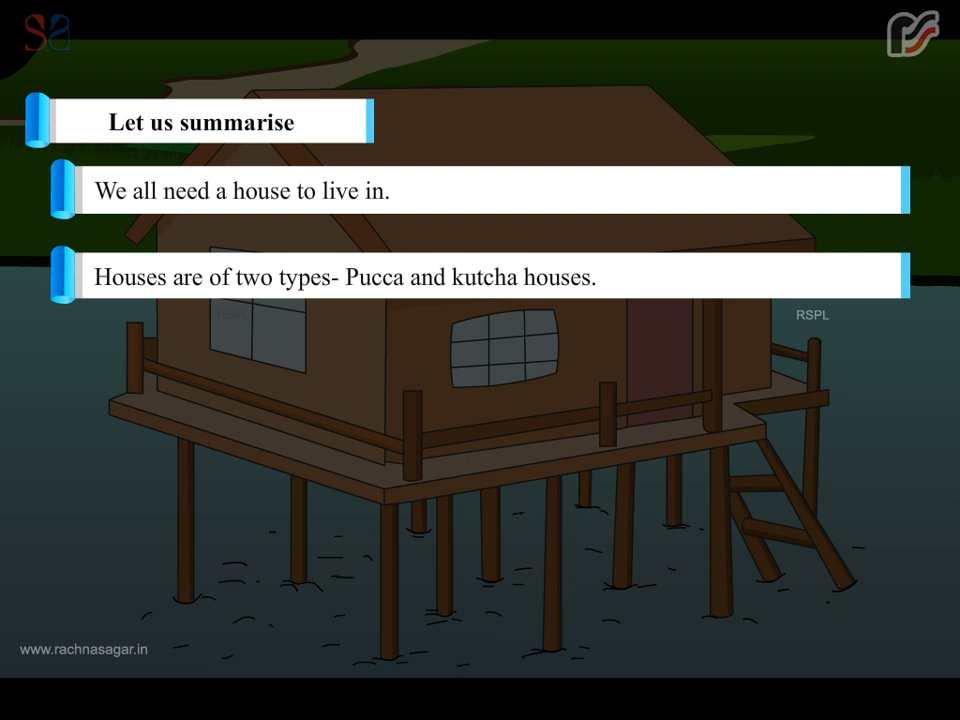 Let us summarise
We all need a house to live in.
Houses are of two types- Pucca and kutcha houses.
RSPL
RSPL
www.rachnasagar.in